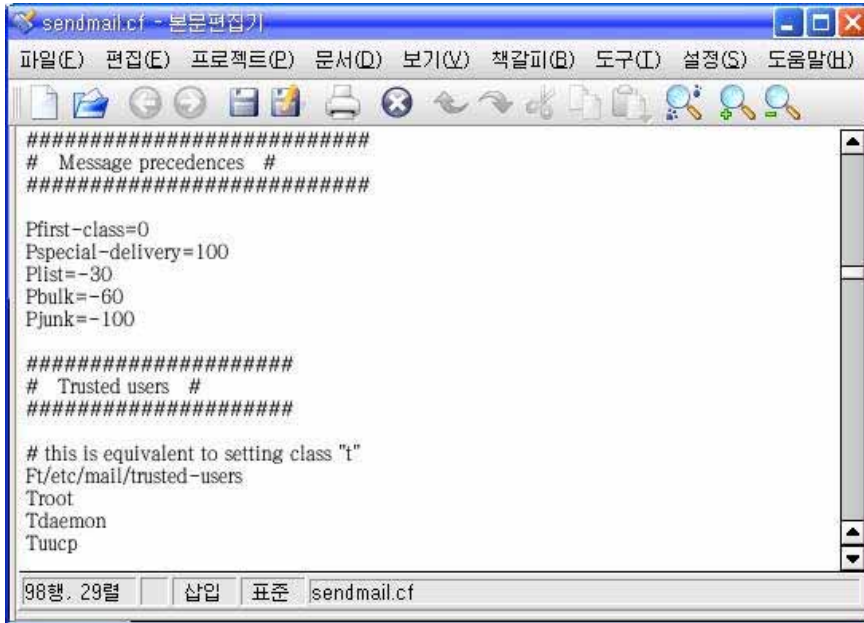 sendmail.cf - 본문편집기
파일(F) 편집(E) 프로젝트(P) 문서(D) 보기(V) 책갈피(B) 도구(T) 설정(S) 도움말(H)
###########################
# Message precedences #
###########################
Pfirst-class=0
Pspecial-delivery=100
Plist=-30
Pbulk=-60
Pjunk=-100
#####################
# Trusted users #
#####################
# this is equivalent to setting class "t"
Ft/etc/mail/trusted-users
Troot
Tdaemon
Tuucp
98행, 29렬 삽입 표준 sendmail.cf